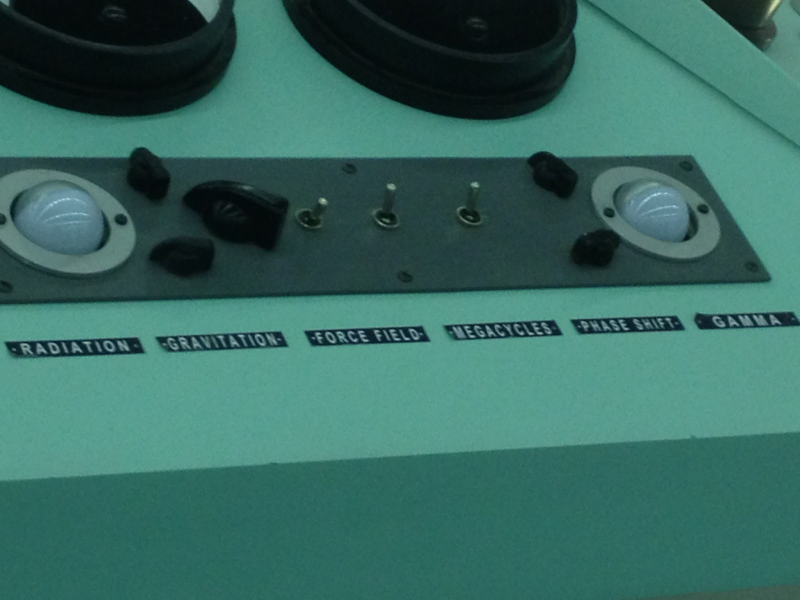 -RADIATION-
-GRAVITATION-
-FORCE FIELD-
-MEGACYCLES-
-PHASE SHIFT-
-GAMMA-